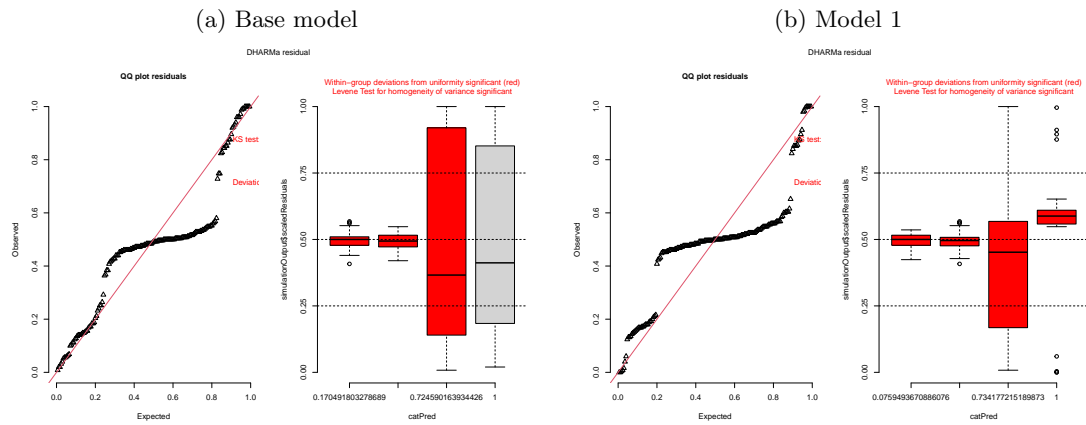 (a) Base model
DHARMa residual
QQ plot residuals
Within-group deviations from uniformity significant (red)
Levene Test for homogeneity of variance significant
KS test:
Deviatic
Observed
0.0
0.2
0.4
0.6
0.8
1.0
0.0
0.2
0.4
0.6
0.8
1.0
Expected
simulationOutput$scaledResiduals
0.00
0.25
0.50
0.75
1.00
0.170491803278689
0.724590163934426
1
catPred
(b) Model 1
DHARMa residual
QQ plot residuals
Within-group deviations from uniformity significant (red)
Levene Test for homogeneity of variance significant
KS test:
Deviatic
Observed
0.0
0.2
0.4
0.6
0.8
1.0
0.0
0.2
0.4
0.6
0.8
1.0
Expected
simulationOutput$scaledResiduals
0.00
0.25
0.50
0.75
1.00
0.0759493670886076
0.734177215189873
1
catPred